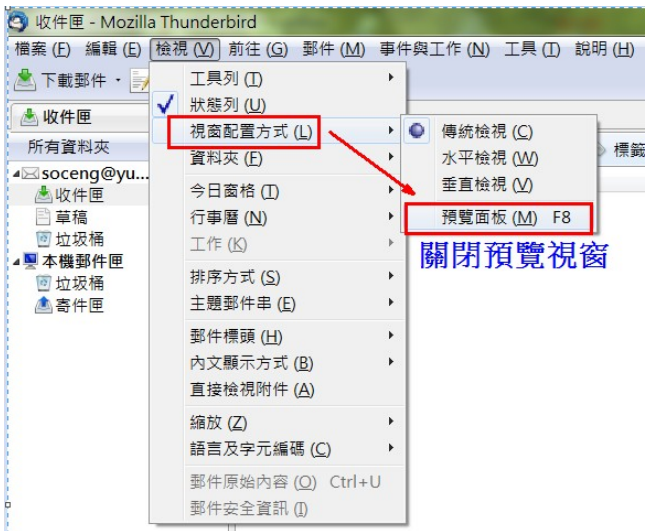 收件匣 - Mozilla Thunderbird
檔案 (F) 編輯 (E) 檢視 (V) 前往 (G) 郵件 (M) 事件與工作 (N) 工具 (T) 說明 (H)
下載郵件
收件匣
所有資料夾
soceng@yu...
收件匣
草稿
垃圾桶
本機郵件匣
垃圾桶
寄件匣
工具列 (T)
狀態列 (U)
視窗配置方式 (L)
資料夾 (F)
今日窗格 (T)
行事曆 (N)
工作 (K)
排序方式 (S)
主題郵件串 (E)
郵件標頭 (H)
內文顯示方式 (B)
直接檢視附件 (A)
縮放 (Z)
語言及字元編碼 (C)
郵件原始內容 (O) Ctrl+U
郵件安全資訊 (I)
傳統檢視 (C)
水平檢視 (W)
垂直檢視 (V)
預覽面板 (M) F8
標籤
關閉預覽視窗